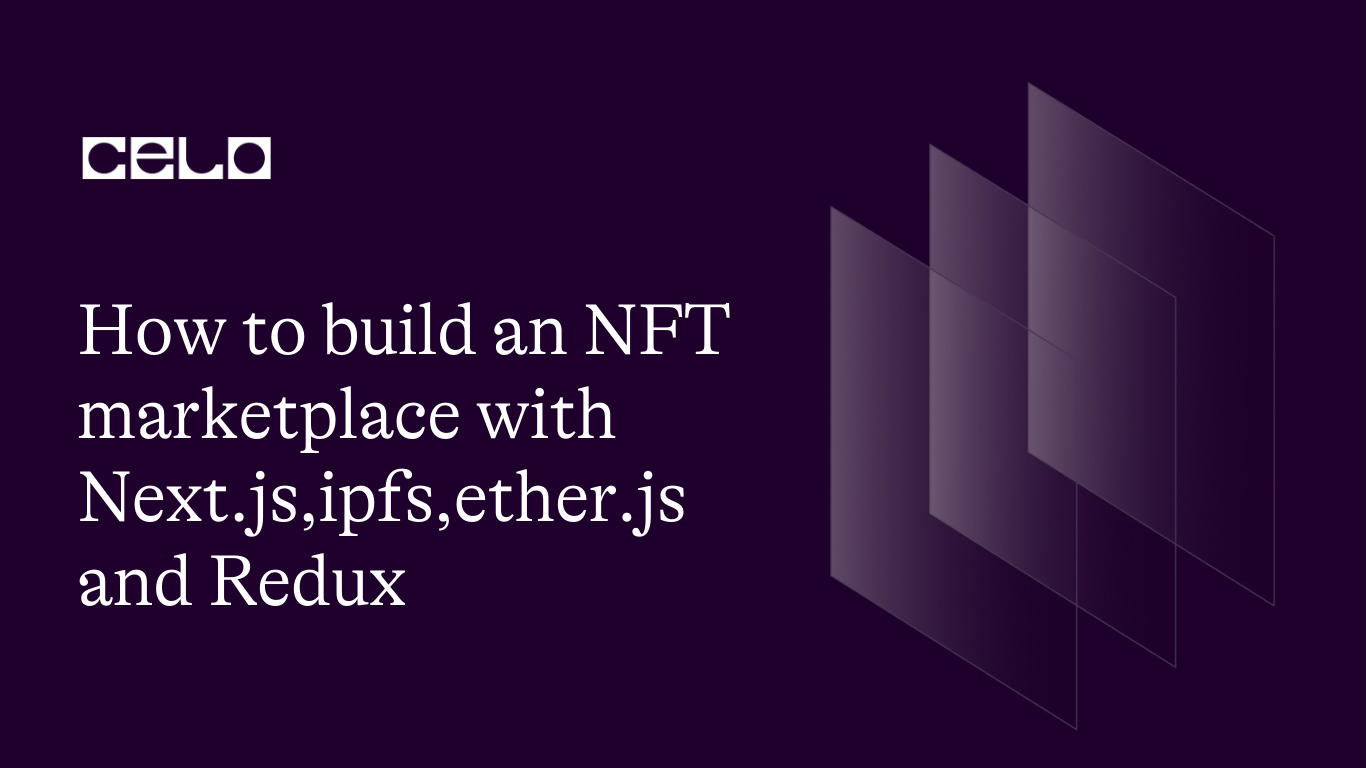 CELO
How to build an NFT
marketplace with
Next.js,ipfs,ether.js
and Redux